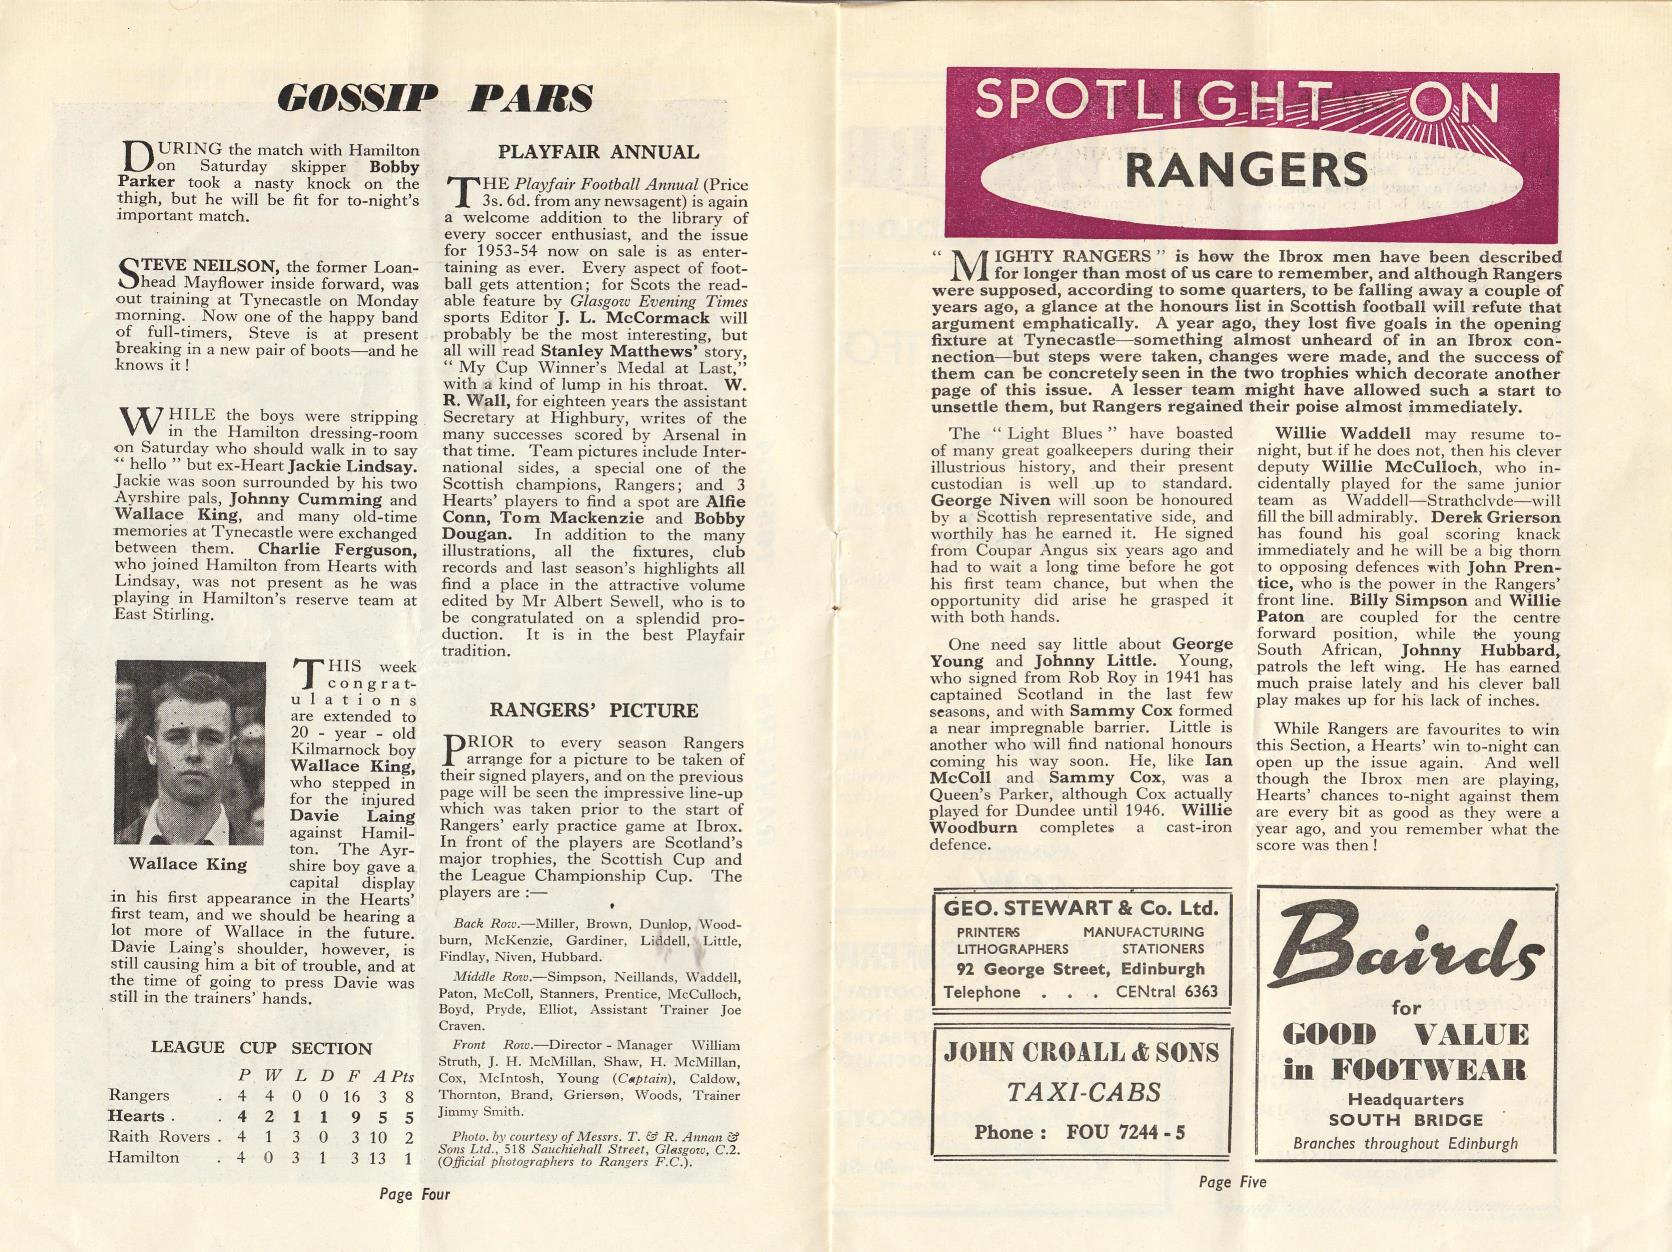 GOSSIP PARS
DURING the match with Hamilton
on Saturday skipper Bobby
Parker took a nasty knock on the
thigh, but he will be fit for to-night's
important match.
STEVE NEILSON, the former Loan-
head Mayflower inside forward, was
out training at Tynecastle on Monday
morning. Now one of the happy band
of full-timers, Steve is at present
breaking in a new pair of boots—and he
knows it !
WHILE the boys were stripping
in the Hamilton dressing-room
on Saturday who should walk in to say
" hello " but ex-Heart Jackie Lindsay.
Jackie was soon surrounded by his two
Ayrshire pals, Johnny Cumming and
Wallace King, and many old-time
memories at Tynecastle were exchanged
between them. Charlie Ferguson,
who joined Hamilton from Hearts with
Lindsay, was not present as he was
playing in Hamilton's reserve team at
East Stirling.
Wallace King
THIS week
congrat-
ulations
are extended to
20 - year - old
Kilmarnock boy
Wallace King,
who stepped in
for the injured
Davie Laing
against Hamil-
ton. The Ayr-
shire boy gave a
capital display
in his first appearance in the Hearts'
first team, and we should be hearing a
lot more of Wallace in the future.
Davie Laing's shoulder, however, is
still causing him a bit of trouble, and at
the time of going to press Davie was
still in the trainers' hands.
LEAGUE CUP SECTION
P W L D F A Pts
Rangers . 4 4 0 0 16 3 8
Hearts . . 4 2 1 1 9 5 5
Raith Rovers . 4 1 3 0 3 10 2
Hamilton . 4 0 3 1 3 13 1
PLAYFAIR ANNUAL
THE Playfair Football Annual (Price
3s. 6d. from any newsagent) is again
a welcome addition to the library of
every soccer enthusiast, and the issue
for 1953-54 now on sale is as enter-
taining as ever. Every aspect of foot-
ball gets attention; for Scots the read-
able feature by Glasgow Evening Times
sports Editor J. L. McCormack will
probably be the most interesting, but
all will read Stanley Matthews' story,
" My Cup Winner's Medal at Last,"
with a kind of lump in his throat. W.
R. Wall, for eighteen years the assistant
Secretary at Highbury, writes of the
many successes scored by Arsenal in
that time. Team pictures include Inter-
national sides, a special one of the
Scottish champions, Rangers; and 3
Hearts' players to find a spot are Alfie
Conn, Tom Mackenzie and Bobby
Dougan. In addition to the many
illustrations, all the fixtures, club
records and last season's highlights all
find a place in the attractive volume
edited by Mr Albert Sewell, who is to
be congratulated on a splendid pro-
duction. It is in the best Playfair
tradition.
RANGERS' PICTURE
PRIOR to every season Rangers
arrange for a picture to be taken of
their signed players, and on the previous
page will be seen the impressive line-up
which was taken prior to the start of
Rangers' early practice game at Ibrox.
In front of the players are Scotland's
major trophies, the Scottish Cup and
the League Championship Cup. The
players are :—
Back Row.—Miller, Brown, Dunlop, Wood-
burn, McKenzie, Gardiner, Liddell, Little,
Findlay, Niven, Hubbard.
Middle Row.—Simpson, Neillands, Waddell,
Paton, McColl, Stanners, Prentice, McCulloch,
Boyd, Pryde, Elliot, Assistant Trainer Joe
Craven.
Front Row.—Director - Manager William
Struth, J. H. McMillan, Shaw, H. McMillan,
Cox, McIntosh, Young (Captain), Caldow,
Thornton, Brand, Grierson, Woods, Trainer
Jimmy Smith.
Photo. by courtesy of Messrs. T. & R. Annan &
Sons Ltd., 518 Sauchiehall Street, Glasgow, C.2.
(Official photographers to Rangers F.C.).
Page Four
SPOTLIGHT ON
RANGERS
" MIGHTY RANGERS " is how the Ibrox men have been described
for longer than most of us care to remember, and although Rangers
were supposed, according to some quarters, to be falling away a couple of
years ago, a glance at the honours list in Scottish football will refute that
argument emphatically. A year ago, they lost five goals in the opening
fixture at Tynecastle—something almost unheard of in an Ibrox con-
nection—but steps were taken, changes were made, and the success of
them can be concretely seen in the two trophies which decorate another
page of this issue. A lesser team might have allowed such a start to
unsettle them, but Rangers regained their poise almost immediately.
The " Light Blues " have boasted
of many great goalkeepers during their
illustrious history, and their present
custodian is well up to standard.
George Niven will soon be honoured
by a Scottish representative side, and
worthily has he earned it. He signed
from Coupar Angus six years ago and
had to wait a long time before he got
his first team chance, but when the
opportunity did arise he grasped it
with both hands.
One need say little about George
Young and Johnny Little. Young,
who signed from Rob Roy in 1941 has
captained Scotland in the last few
seasons, and with Sammy Cox formed
a near impregnable barrier. Little is
another who will find national honours
coming his way soon. He, like Ian
McColl and Sammy Cox, was a
Queen's Parker, although Cox actually
played for Dundee until 1946. Willie
Woodburn completes a cast-iron
defence.
Willie Waddell may resume to-
night, but if he does not, then his clever
deputy Willie McCulloch, who in-
cidentally played for the same junior
team as Waddell—Strathclyde—will
fill the bill admirably. Derek Grierson
has found his goal scoring knack
immediately and he will be a big thorn
to opposing defences with John Pren-
tice, who is the power in the Rangers'
front line. Billy Simpson and Willie
Paton are coupled for the centre
forward position, while the young
South African, Johnny Hubbard,
patrols the left wing. He has earned
much praise lately and his clever ball
play makes up for his lack of inches.
While Rangers are favourites to win
this Section, a Hearts' win to-night can
open up the issue again. And well
though the Ibrox men are playing,
Hearts' chances to-night against them
are every bit as good as they were a
year ago, and you remember what the
score was then !
GEO. STEWART & Co. Ltd.
PRINTERS MANUFACTURING
LITHOGRAPHERS STATIONERS
92 George Street, Edinburgh
Telephone . . . CENtral 6363
JOHN CROALL & SONS
TAXI-CABS
Phone : FOU 7244 - 5
Bairds
for
GOOD VALUE
in FOOTWEAR
Headquarters
SOUTH BRIDGE
Branches throughout Edinburgh
Page Five